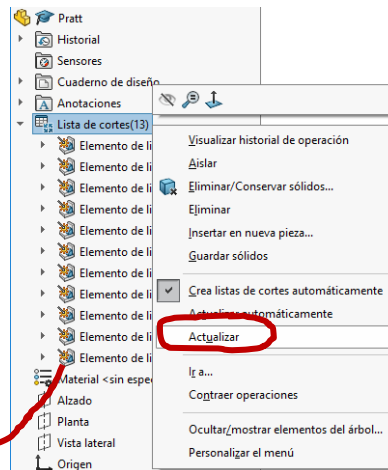 Pratt
Historial
Sensores
Cuaderno de diseño
Anotaciones
Lista de cortes(13)
Elemento de li
Elemento de li
Elemento de li
Elemento de li
Elemento de li
Elemento de li
Elemento de li
Elemento de li
Elemento de li
Elemento de li
Elemento de li
Material <sin espe
Alzado
Planta
Vista lateral
Origen
Visualizar historial de operación
Aislar
Eliminar/Conservar sólidos...
Eliminar
Insertar en nueva pieza...
Guardar sólidos
Crea listas de cortes automáticamente
Actualizar automáticamente
Actualizar
Ir a...
Contraer operaciones
Ocultar/mostrar elementos del árbol...
Personalizar el menú